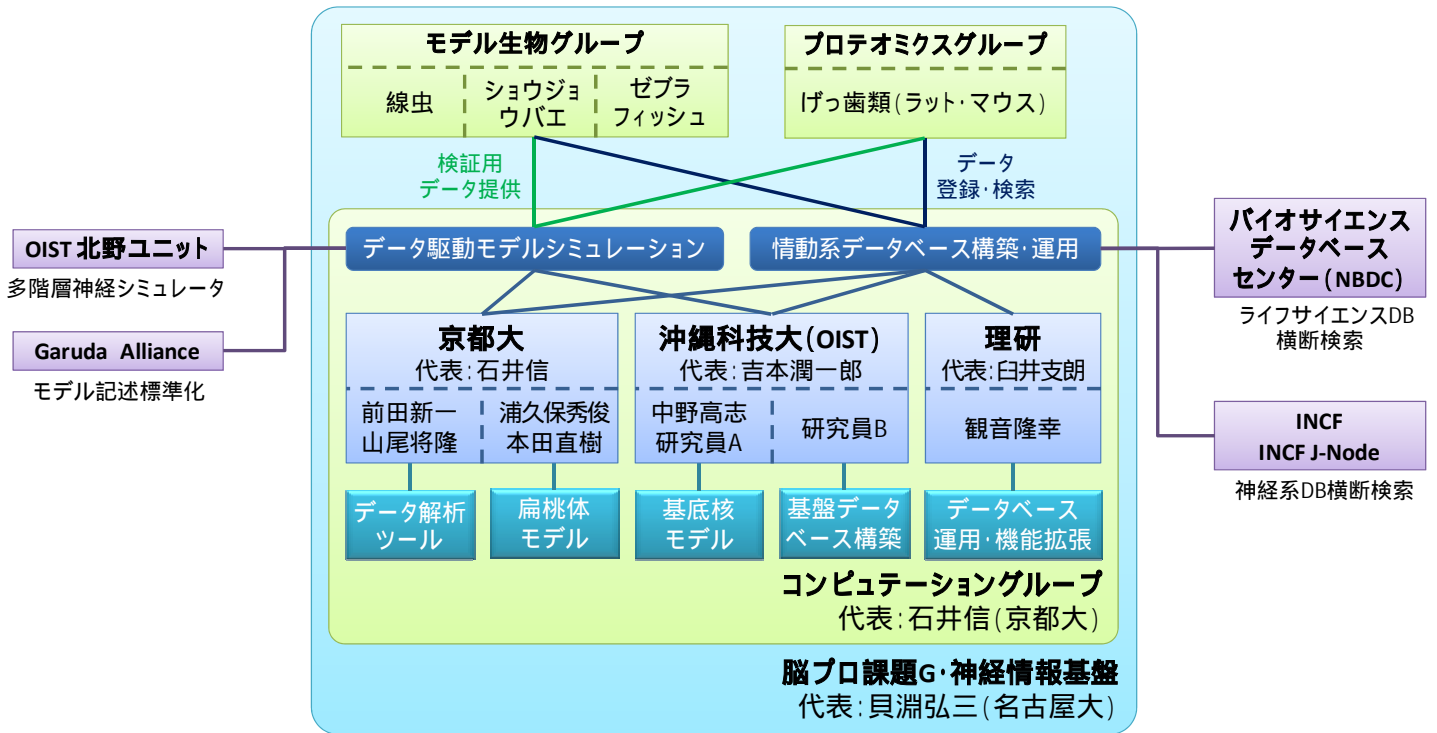 モデル生物グループ
線虫
ショウジョ
ウバエ
ゼブラ
フィッシュ
プロテオミクスグループ
げっ歯類(ラット・マウス)
検証用
データ提供
データ
登録・検索
データ駆動モデルシミュレーション
情動系データベース構築・運用
OIST 北野ユニット
多階層神経シミュレータ
Garuda Alliance
モデル記述標準化
バイオサイエンス
データベース
センター(NBDC)
ライフサイエンスDB
横断検索
INCF
INCF J-Node
神経系DB横断検索
京都大
代表:石井信
前田新一
山尾将隆
浦久保秀俊
本田直樹
沖縄科技大(OIST)
代表:吉本潤一郎
中野高志
研究員A
研究員B
理研
代表:臼井支朗
観音隆幸
データ解析
ツール
扁桃体
モデル
基底核
モデル
基盤データ
ベース構築
データベース
運用・機能拡張
コンピュテーショングループ
代表:石井信(京都大)
脳プロ課題G・神経情報基盤
代表:貝淵弘三(名古屋大)